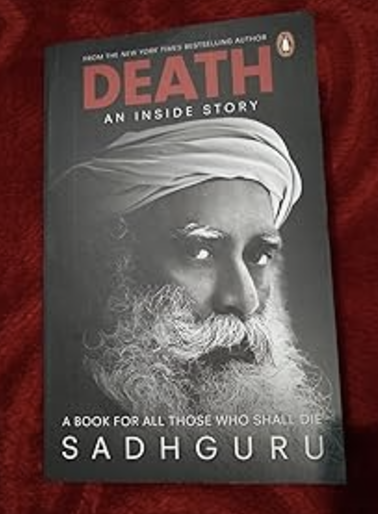 FROM THE NEW YORK TIMES BESTSELLING AUTHOR
DEATH
AN INSIDE STORY
A BOOK FOR ALL THOSE WHO SHALL DIE
SADHGURU